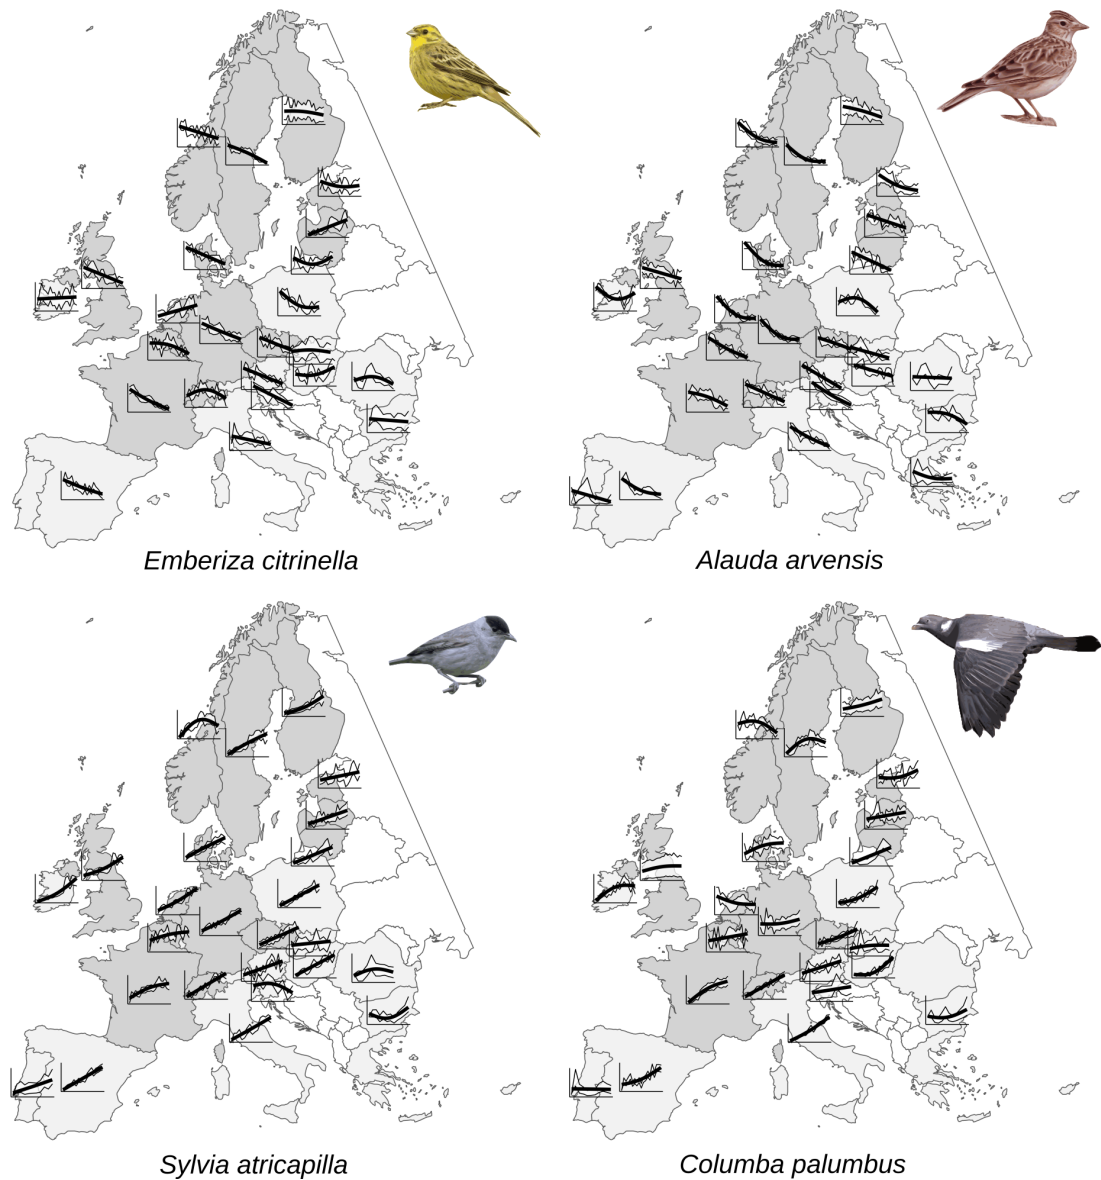 Emberiza citrinella
Alauda arvensis
Sylvia atricapilla
Columba palumbus